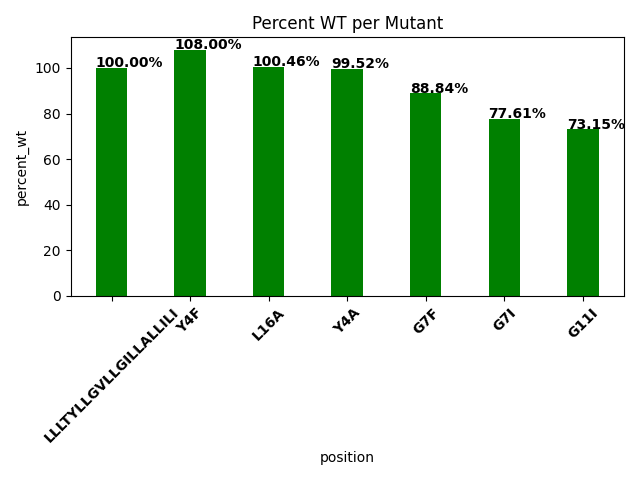 Percent WT per Mutant
100.00%
108.00%
100.46%
99.52%
88.84%
77.61%
73.15%
percent_wt
100
80
60
40
20
0
LLLTYLLGVLLGILLALLILI
Y4F
L16A
Y4A
G7F
G7I
G11I
position